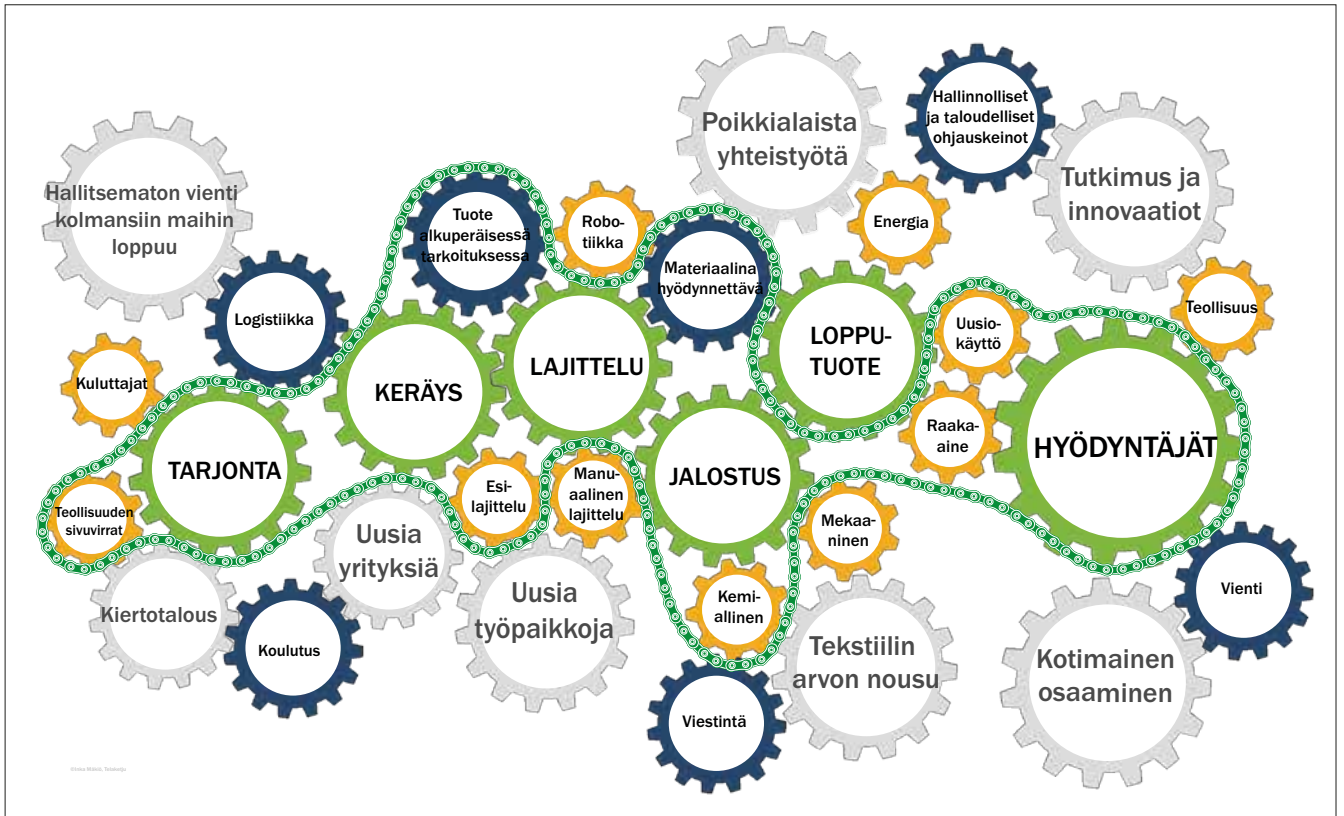 Poikkialaista
yhteistyötä
Hallinnolliset
ja taloudelliset
ohjauskeinot
Tutkimus ja
innovaatiot
Hallitsematon vienti
kolmansiin maihin
loppuu
Tuote
alkuperäisessä
tarkoituksessa
Robo-
tiikka
Energia
Materiaalina
hyödynnettävä
Logistiikka
Teollisuus
Uusio-
käyttö
LOPPU-
TUOTE
LAJITTELU
KERÄYS
Kuluttajat
Raaka-
aine
HYÖDYNTÄJÄT
TARJONTA
JALOSTUS
Esi-
lajittelu
Manu-
aalinen
lajittelu
Teollisuuden
sivuvirrat
Mekaa-
ninen
Uusia
yrityksiä
Kemi-
allinen
Vienti
Kiertotalous
Uusia
työpaikkoja
Koulutus
Tekstiilin
arvon nousu
Kotimainen
osaaminen
Viestintä